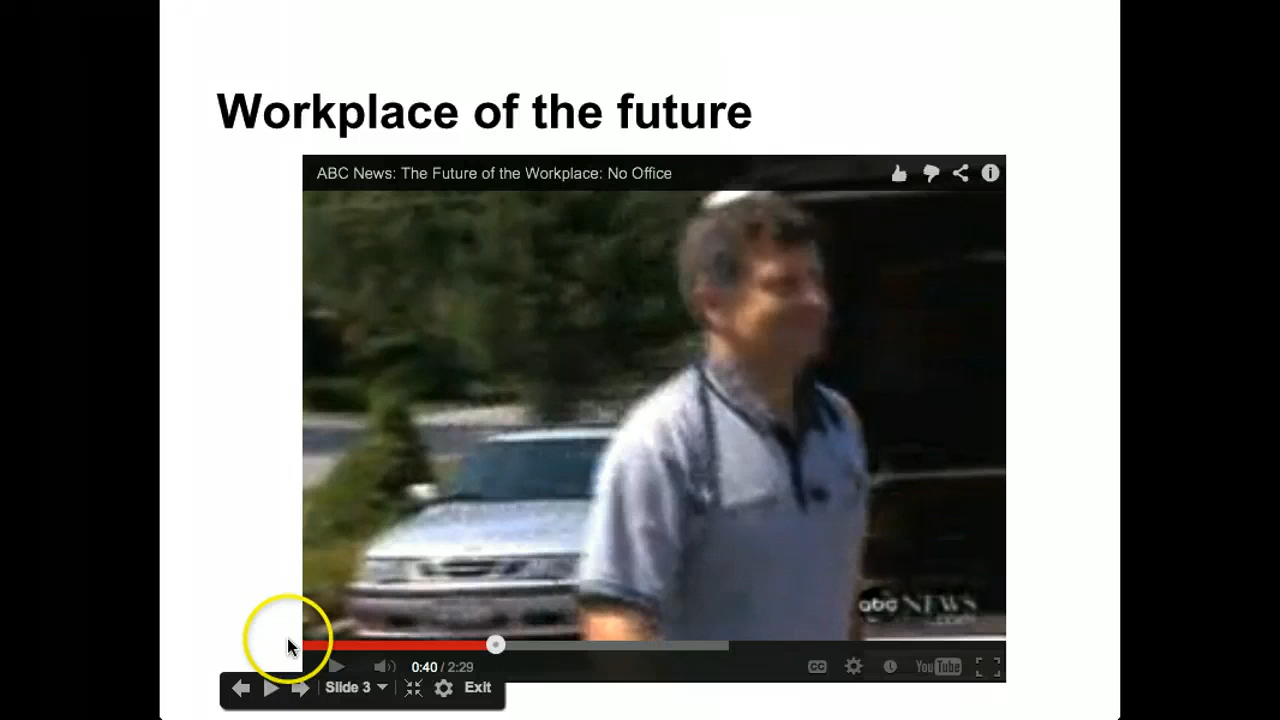 Workplace of the future
ABC News: The Future of the Workplace: No Office
abc NEWS
.com
0:40 / 2:29
CC
YouTube
Slide 3
Exit